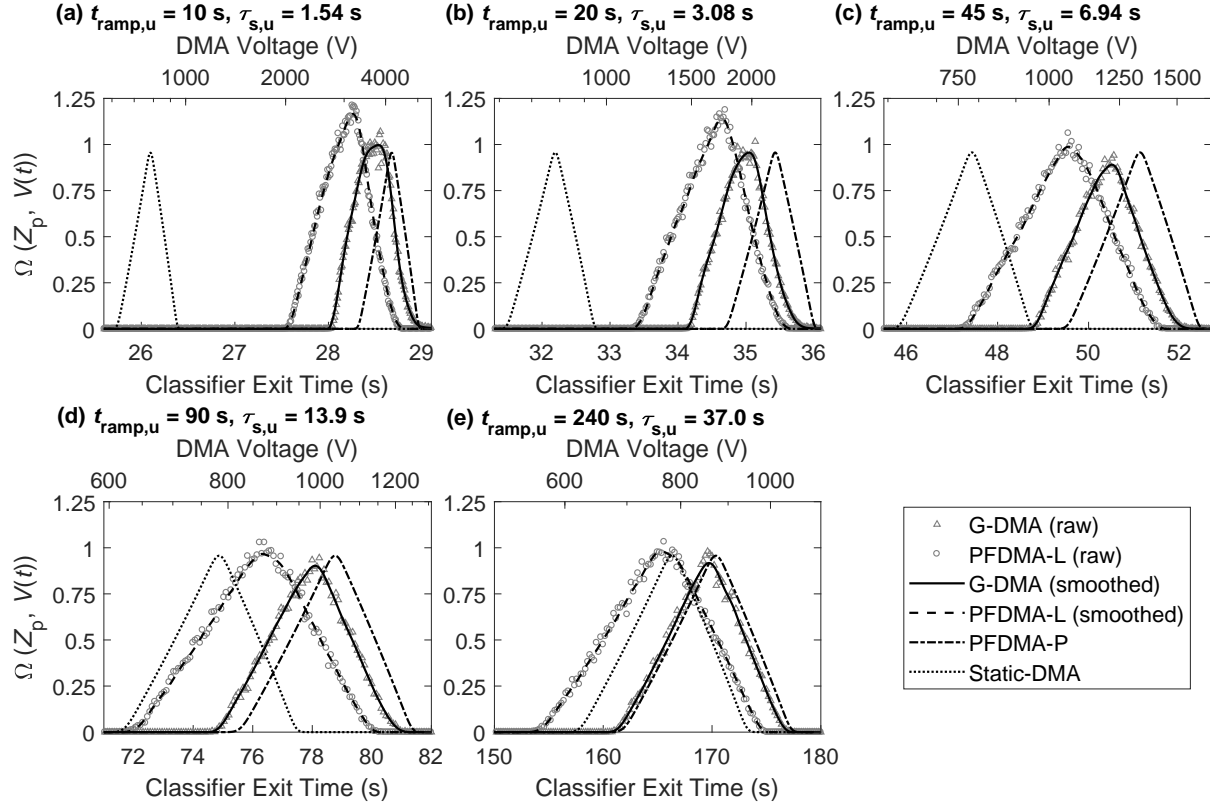 (a) t_ramp,u = 10 s, τ_s,u = 1.54 s
DMA Voltage (V)
1000 2000 4000
1.25
1
0.75
0.5
0.25
0
Ω (Z_p, V(t))
26 27 28 29
Classifier Exit Time (s)
(b) t_ramp,u = 20 s, τ_s,u = 3.08 s
DMA Voltage (V)
1000 1500 2000
1.25
1
0.75
0.5
0.25
0
32 33 34 35 36
Classifier Exit Time (s)
(c) t_ramp,u = 45 s, τ_s,u = 6.94 s
DMA Voltage (V)
750 1000 1250 1500
1.25
1
0.75
0.5
0.25
0
46 48 50 52
Classifier Exit Time (s)
(d) t_ramp,u = 90 s, τ_s,u = 13.9 s
DMA Voltage (V)
600 800 1000 1200
1.25
1
0.75
0.5
0.25
0
Ω (Z_p, V(t))
72 74 76 78 80 82
Classifier Exit Time (s)
(e) t_ramp,u = 240 s, τ_s,u = 37.0 s
DMA Voltage (V)
600 800 1000
1.25
1
0.75
0.5
0.25
0
150 160 170 180
Classifier Exit Time (s)
G-DMA (raw)
PFDMA-L (raw)
G-DMA (smoothed)
PFDMA-L (smoothed)
PFDMA-P
Static-DMA